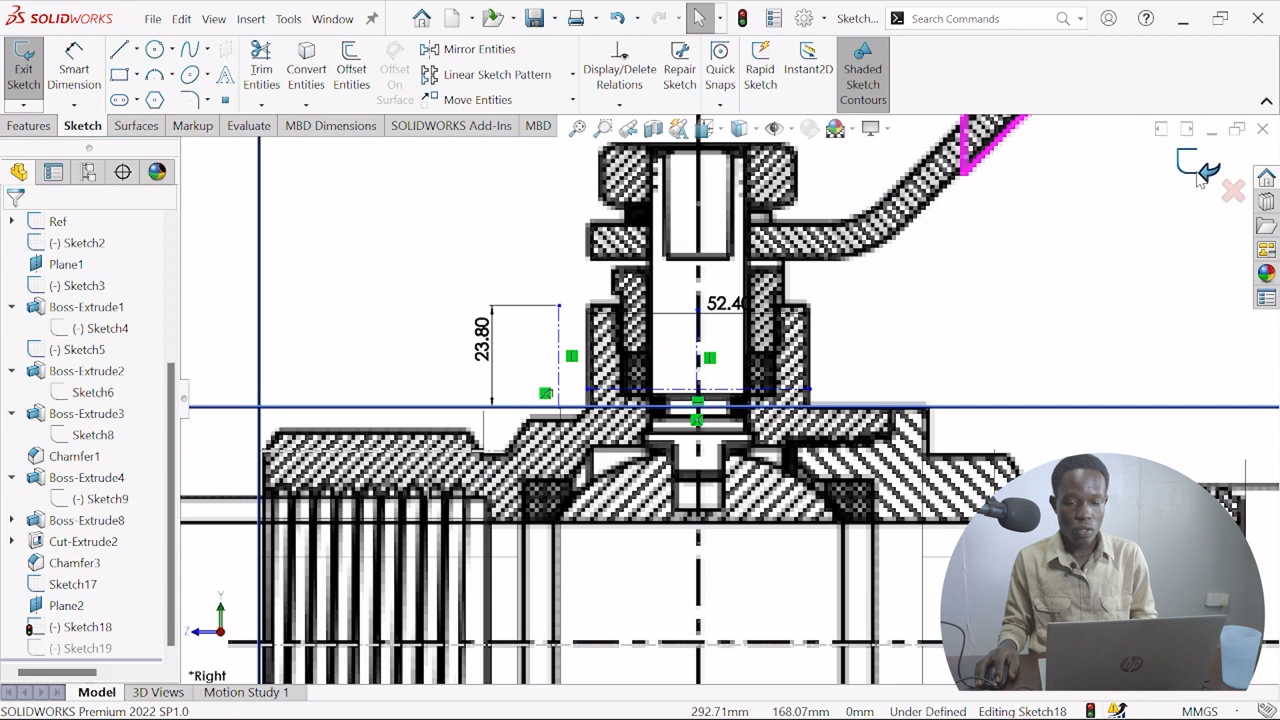 SOLIDWORKS File Edit View Insert Tools Window Sketch... Search Commands
Exit Sketch
Smart Dimension
Trim Entities
Convert Entities
Offset Entities
Offset On Surface
Mirror Entities
Linear Sketch Pattern
Move Entities
Display/Delete Relations
Repair Sketch
Quick Snaps
Rapid Sketch
Instant2D
Shaded Sketch Contours
Features Sketch Surfaces Markup Evaluate MBD Dimensions SOLIDWORKS Add-Ins MBD
Ref
(-) Sketch2
Plane1
(-) Sketch3
Boss-Extrude1
(-) Sketch4
(-) Sketch5
Boss-Extrude2
Sketch6
Boss-Extrude3
Sketch8
Chamfer1
Boss-Extrude4
(-) Sketch9
Boss-Extrude8
Cut-Extrude2
Chamfer3
Sketch17
Plane2
(-) Sketch18
(-) Sketch19
52.40
23.80
Y
Z
*Right
hp
Model 3D Views Motion Study 1
SOLIDWORKS Premium 2022 SP1.0 292.71mm 168.07mm 0mm Under Defined Editing Sketch18 MMGS